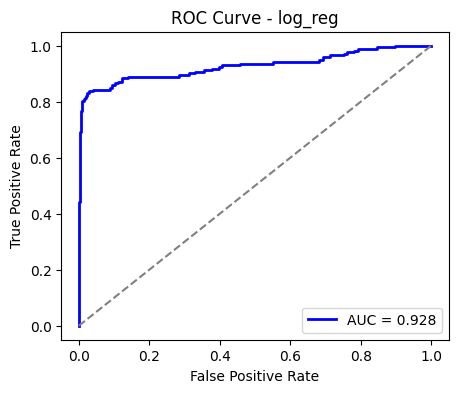 ROC Curve - log_reg
True Positive Rate
1.0
0.8
0.6
0.4
0.2
0.0
AUC = 0.928
0.0 0.2 0.4 0.6 0.8 1.0
False Positive Rate